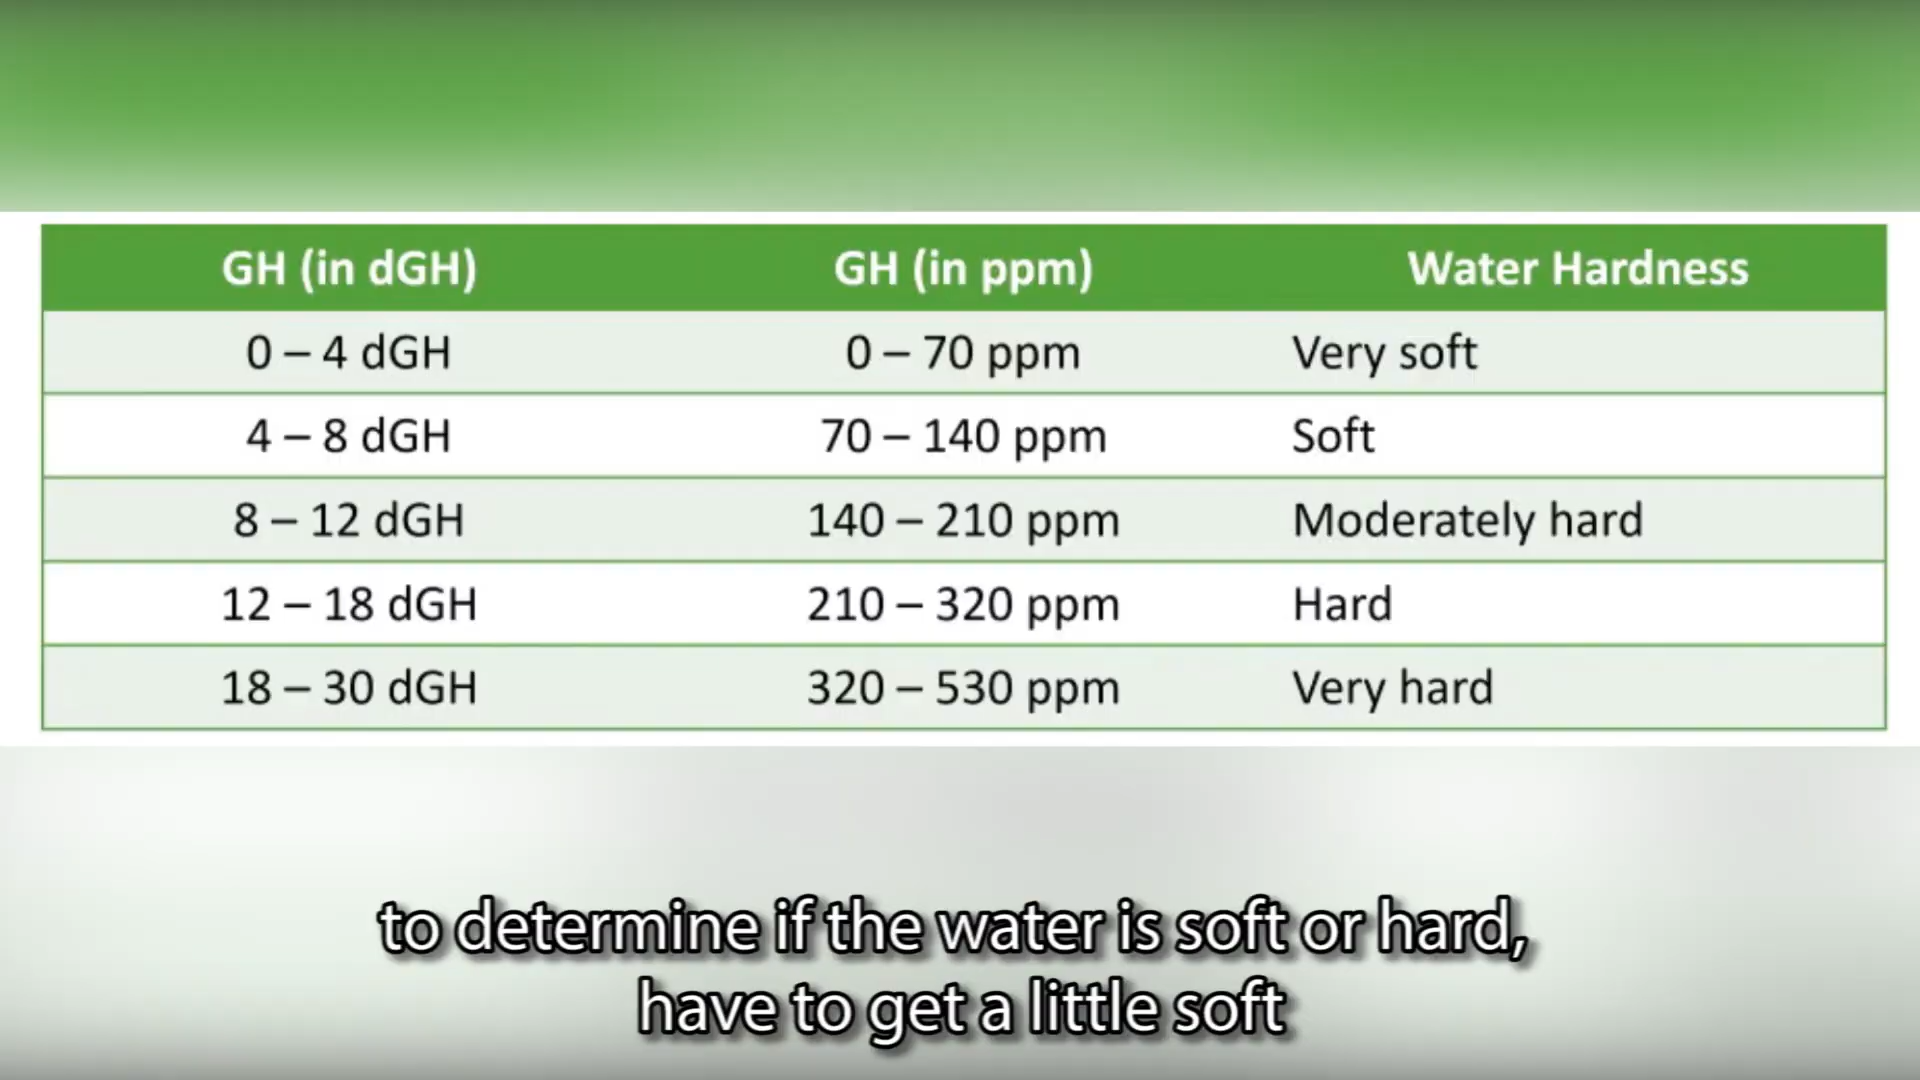 GH (in dGH) GH (in ppm) Water Hardness
0 – 4 dGH 0 – 70 ppm Very soft
4 – 8 dGH 70 – 140 ppm Soft
8 – 12 dGH 140 – 210 ppm Moderately hard
12 – 18 dGH 210 – 320 ppm Hard
18 – 30 dGH 320 – 530 ppm Very hard
to determine if the water is soft or hard,
have to get a little soft